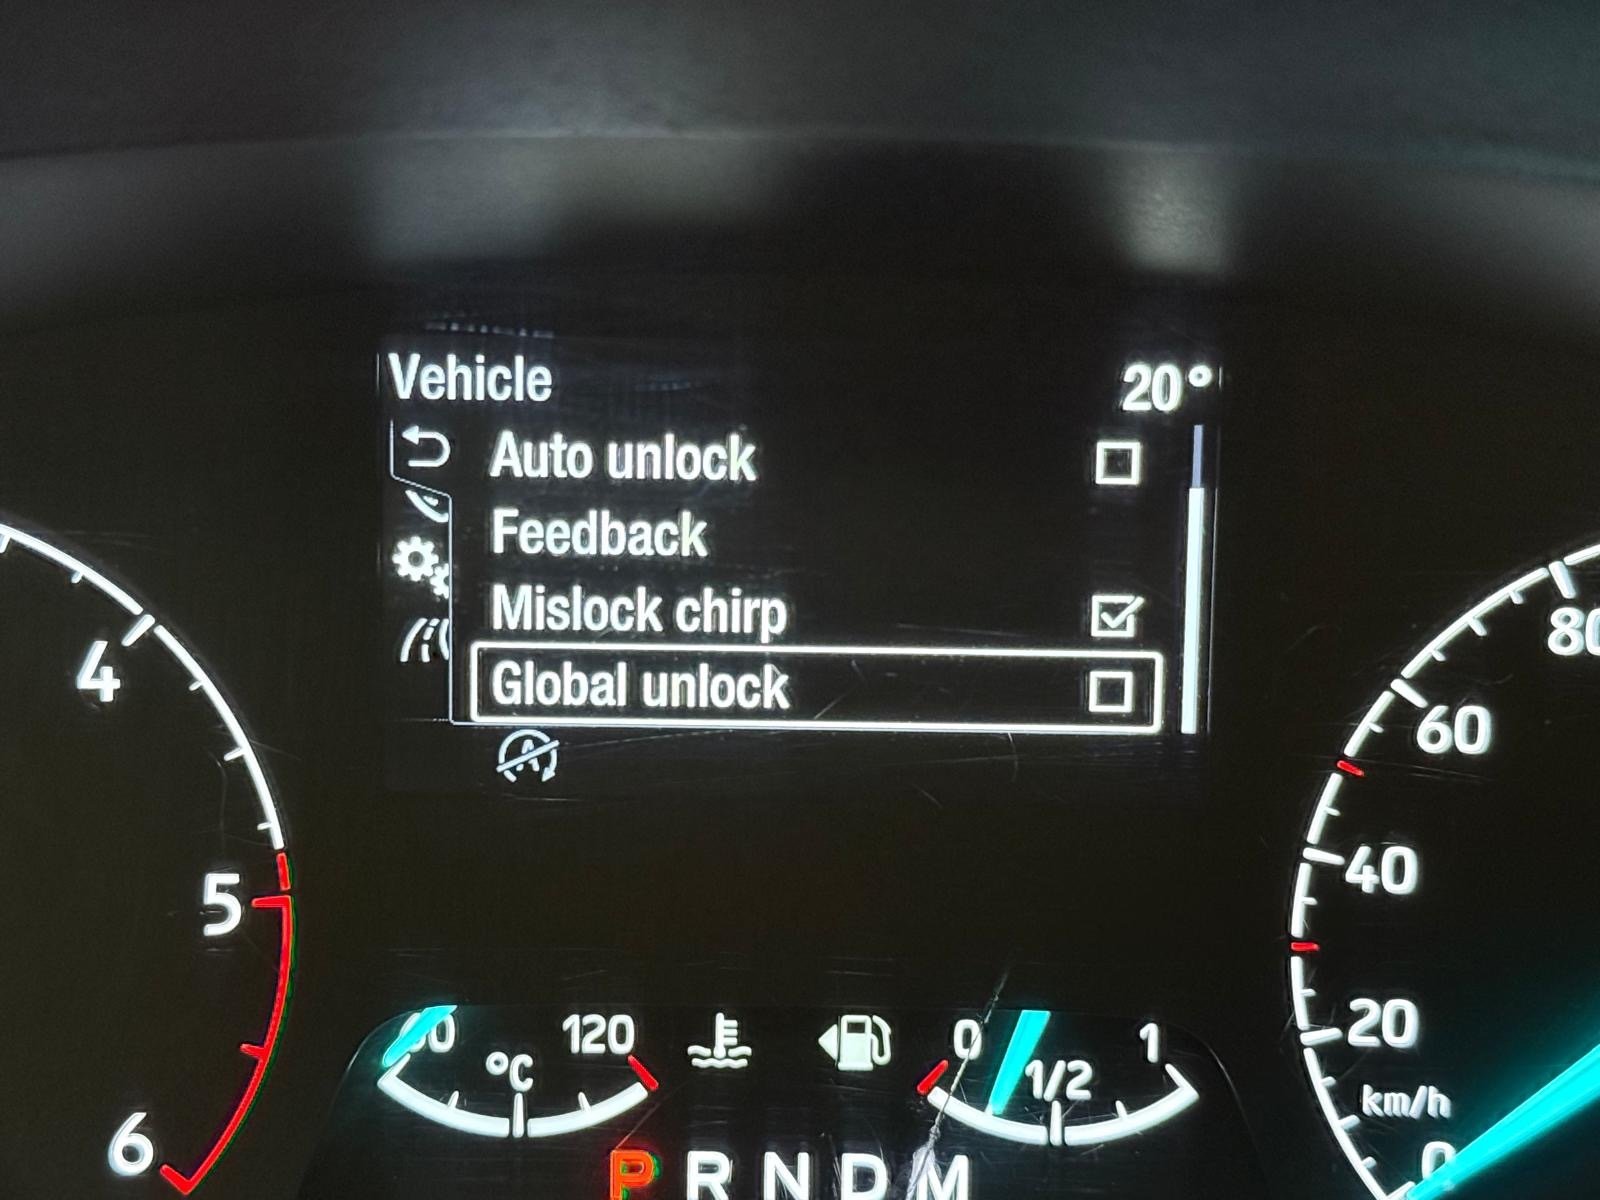 Vehicle 20°
Auto unlock
Feedback
Mislock chirp
Global unlock
A
4
5
6
80
60
40
20
km/h
0
120
°C
0
1/2
1
P R N D M